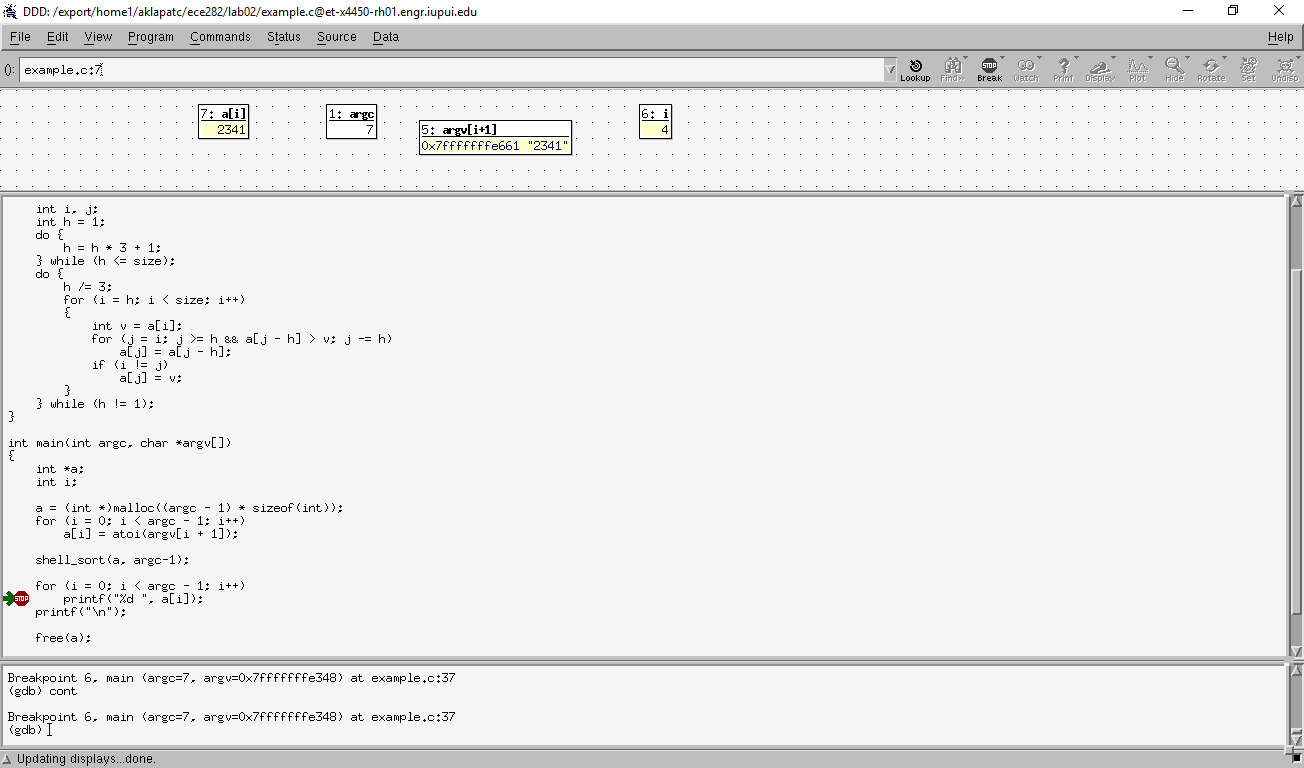 DDD: /export/home1/aklapatc/ece282/lab02/example.c@et-x4450-rh01.engr.iupui.edu
File Edit View Program Commands Status Source Data Help
(): example.c:7
Lookup Find» Break Watch Print Display Plot Hide Rotate Set Undisp
7: a[i]
2341
1: argc
7
5: argv[i+1]
0x7fffffffe661 "2341"
6: i
4
int i, j;
int h = 1;
do {
h = h * 3 + 1;
} while (h <= size);
do {
h /= 3;
for (i = h; i < size; i++)
{
int v = a[i];
for (j = i; j >= h && a[j - h] > v; j -= h)
a[j] = a[j - h];
if (i != j)
a[j] = v;
}
} while (h != 1);
}
int main(int argc, char *argv[])
{
int *a;
int i;
a = (int *)malloc((argc - 1) * sizeof(int));
for (i = 0; i < argc - 1; i++)
a[i] = atoi(argv[i + 1]);
shell_sort(a, argc-1);
for (i = 0; i < argc - 1; i++)
STOP printf("%d ", a[i]);
printf("\n");
free(a);
Breakpoint 6, main (argc=7, argv=0x7fffffffe348) at example.c:37
(gdb) cont
Breakpoint 6, main (argc=7, argv=0x7fffffffe348) at example.c:37
(gdb)
Updating displays...done.